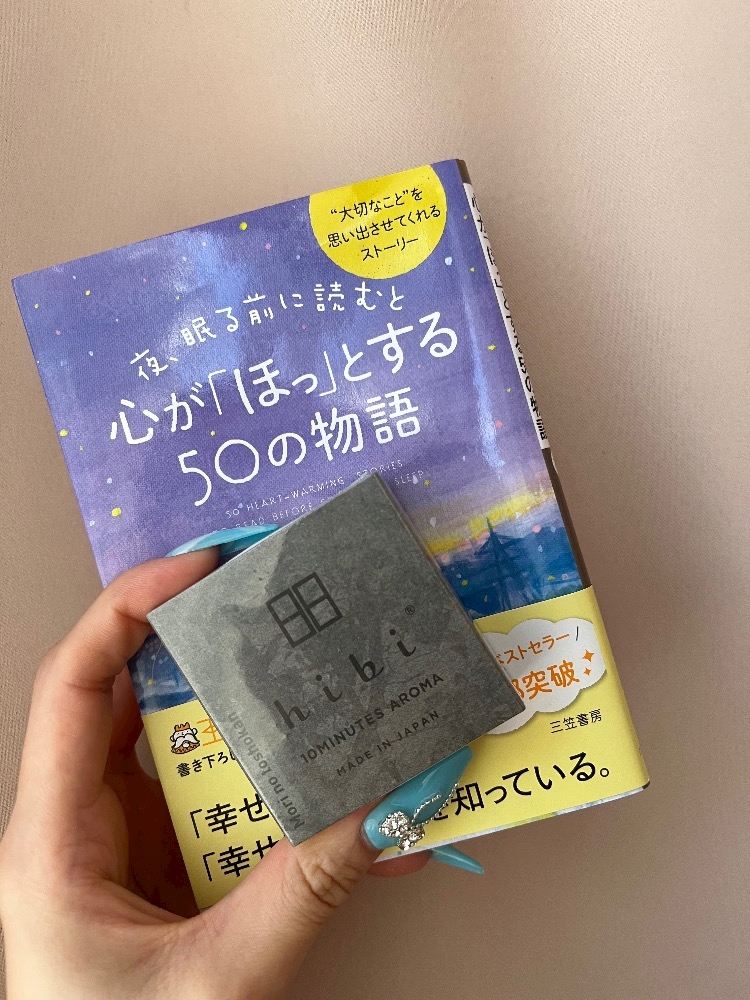 "大切なこと"を
思い出させてくれる
ストーリー
夜、眠る前に読むと
心が「ほっ」とする
50の物語
50 HEART-WARMING STORIES
READ BEFORE SLEEP
hibi®
10MINUTES AROMA
MADE IN JAPAN
Mori no toshokan
ベストセラー
突破
書き下ろし
三笠書房
「幸せ を知っている。
「幸せ